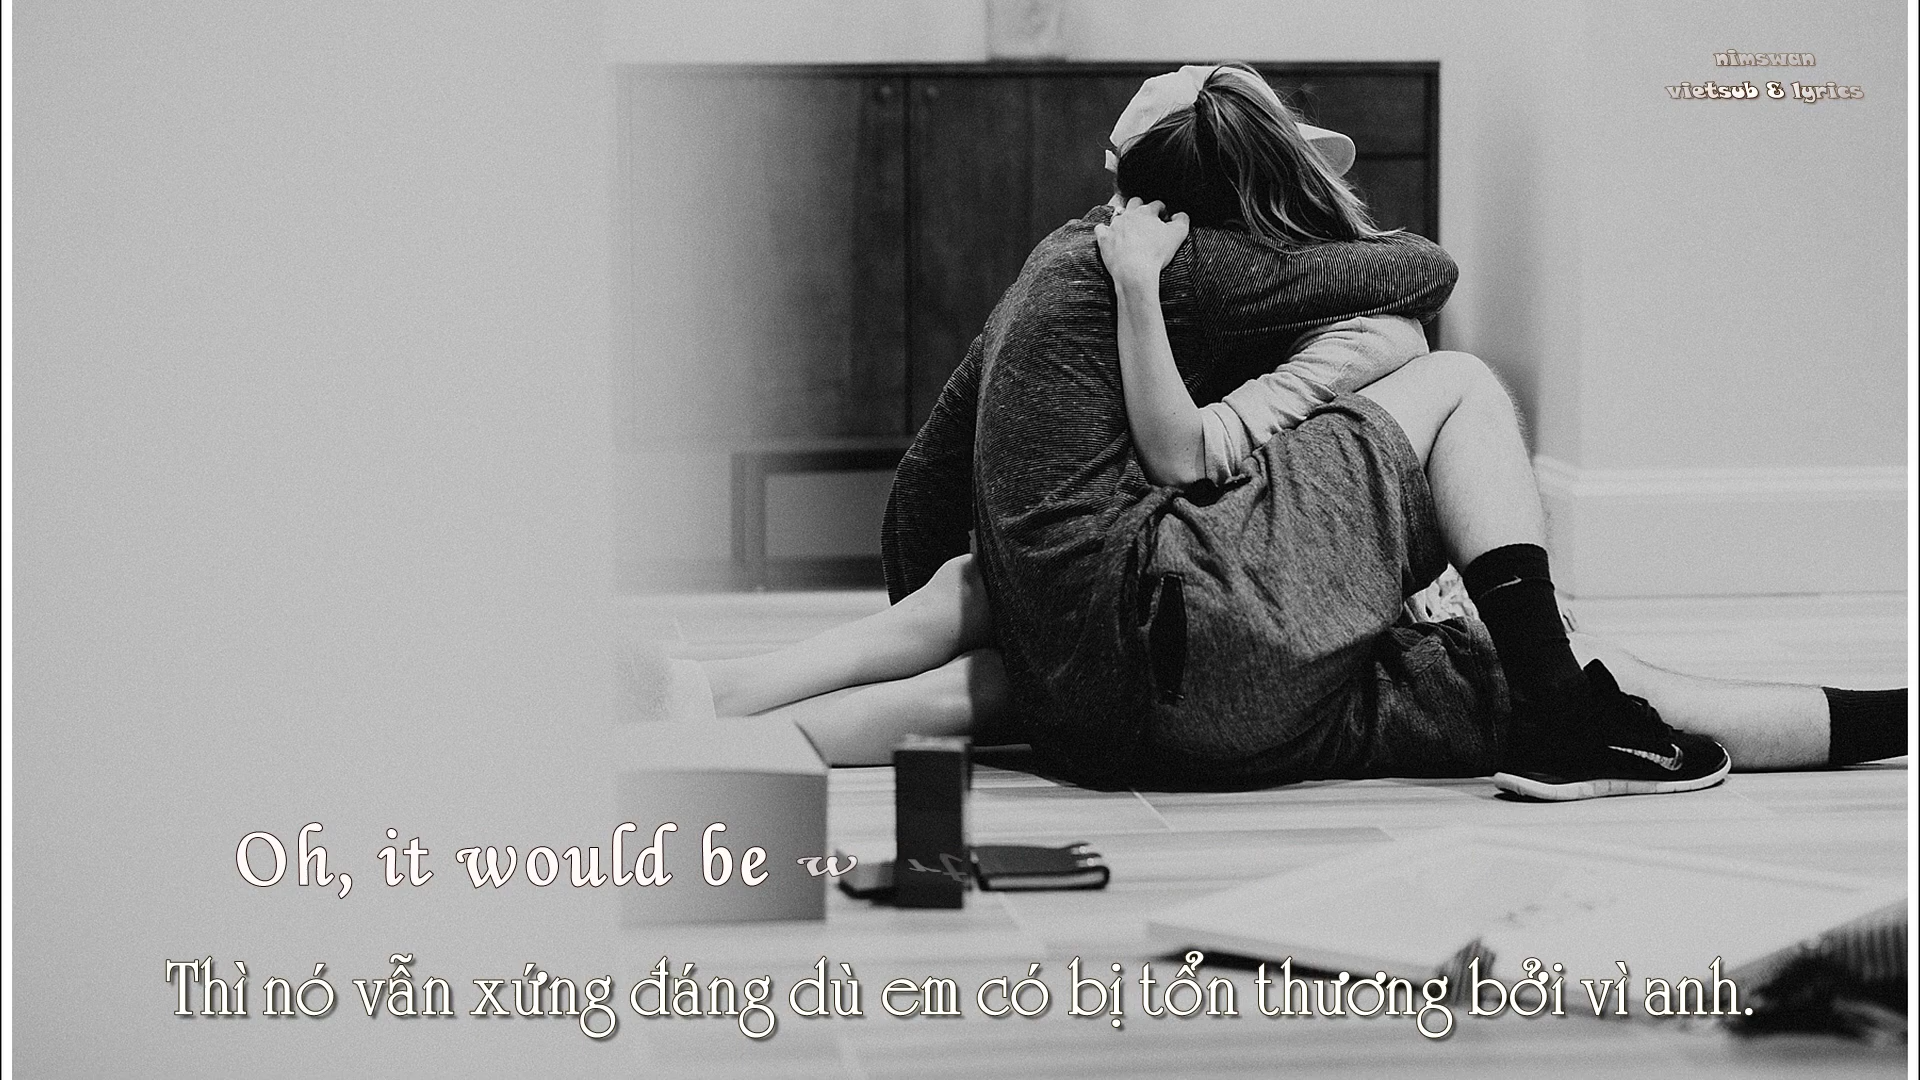 nimswan
vietsub & lyrics
Oh, it would be
Thì nó vẫn xứng đáng dù em có bị tổn thương bởi vì anh.